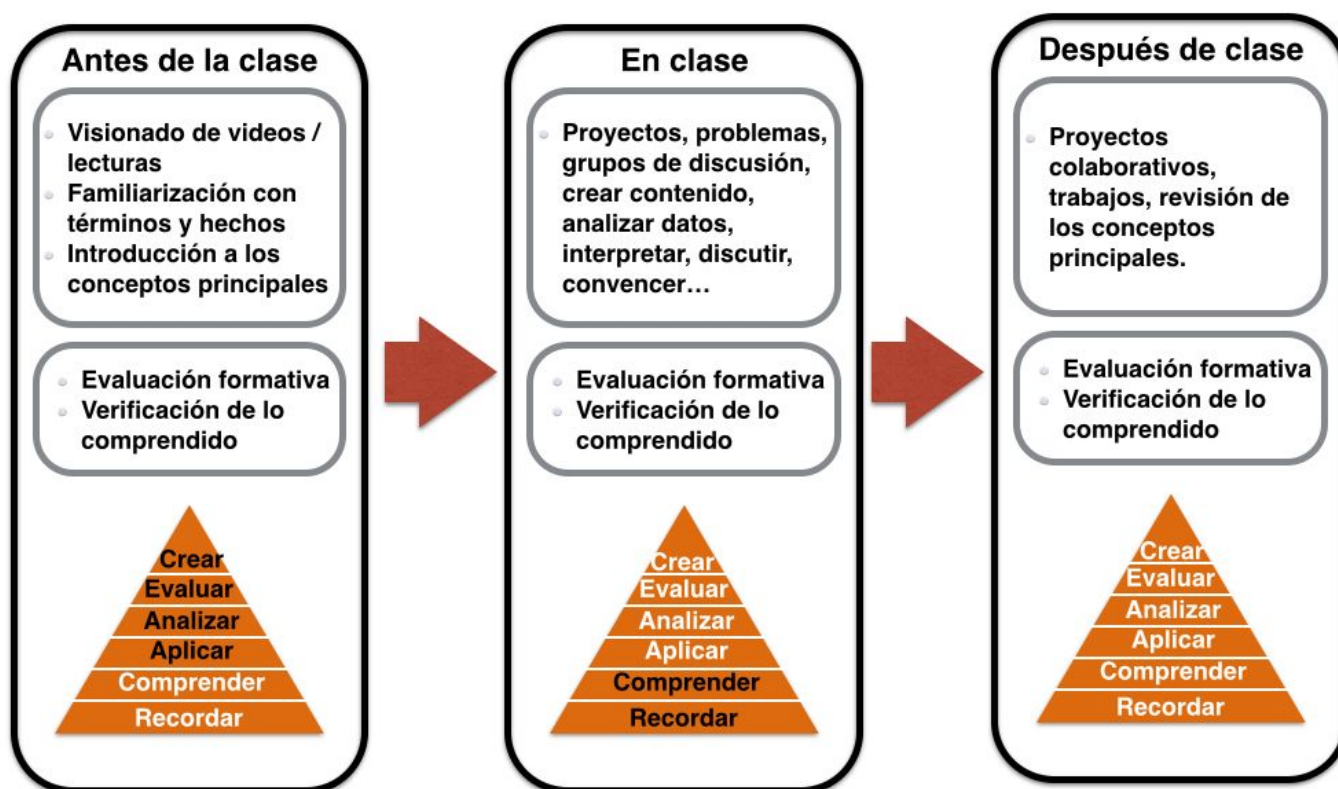 Antes de la clase
Visionado de videos /
lecturas
Familiarización con
términos y hechos
Introducción a los
conceptos principales
Evaluación formativa
Verificación de lo
comprendido
Crear
Evaluar
Analizar
Aplicar
Comprender
Recordar
En clase
Proyectos, problemas,
grupos de discusión,
crear contenido,
analizar datos,
interpretar, discutir,
convencer…
Evaluación formativa
Verificación de lo
comprendido
Crear
Evaluar
Analizar
Aplicar
Comprender
Recordar
Después de clase
Proyectos
colaborativos,
trabajos, revisión de
los conceptos
principales.
Evaluación formativa
Verificación de lo
comprendido
Crear
Evaluar
Analizar
Aplicar
Comprender
Recordar